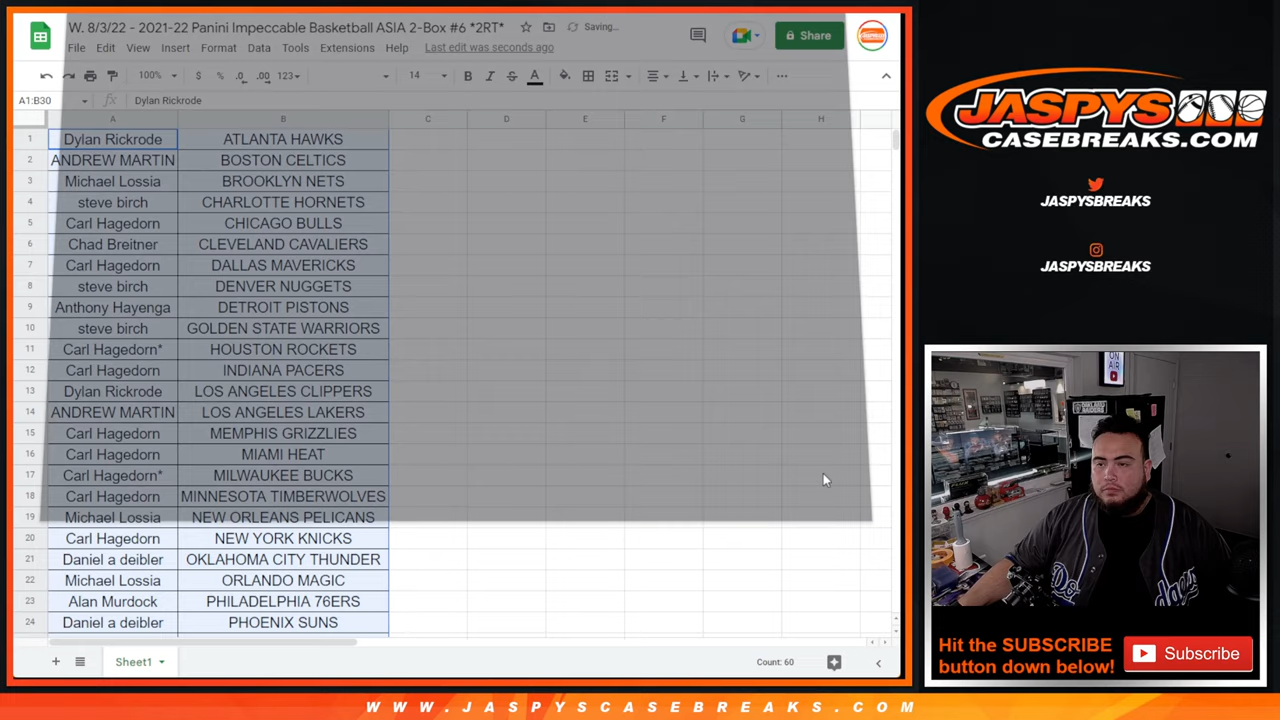 W. 8/3/22 - 2021-22 Panini Impeccable Basketball ASIA 2-Box #6 *2RT* Saving...
File Edit View Insert Format Data Tools Extensions Help Last edit was seconds ago
Share
100% $ % .0 .00 123 14 B I S A
A1:B30 fx Dylan Rickrode
A B C D E F G H
1 Dylan Rickrode ATLANTA HAWKS
2 ANDREW MARTIN BOSTON CELTICS
3 Michael Lossia BROOKLYN NETS
4 steve birch CHARLOTTE HORNETS
5 Carl Hagedorn CHICAGO BULLS
6 Chad Breitner CLEVELAND CAVALIERS
7 Carl Hagedorn DALLAS MAVERICKS
8 steve birch DENVER NUGGETS
9 Anthony Hayenga DETROIT PISTONS
10 steve birch GOLDEN STATE WARRIORS
11 Carl Hagedorn* HOUSTON ROCKETS
12 Carl Hagedorn INDIANA PACERS
13 Dylan Rickrode LOS ANGELES CLIPPERS
14 ANDREW MARTIN LOS ANGELES LAKERS
15 Carl Hagedorn MEMPHIS GRIZZLIES
16 Carl Hagedorn MIAMI HEAT
17 Carl Hagedorn* MILWAUKEE BUCKS
18 Carl Hagedorn MINNESOTA TIMBERWOLVES
19 Michael Lossia NEW ORLEANS PELICANS
20 Carl Hagedorn NEW YORK KNICKS
21 Daniel a deibler OKLAHOMA CITY THUNDER
22 Michael Lossia ORLANDO MAGIC
23 Alan Murdock PHILADELPHIA 76ERS
24 Daniel a deibler PHOENIX SUNS
Sheet1 Count: 60
JASPYS
CASEBREAKS.COM
JASPYSBREAKS
JASPYSBREAKS
ON AIR
Hit the SUBSCRIBE
button down below!
Subscribe
WWW.JASPYSCASEBREAKS.COM